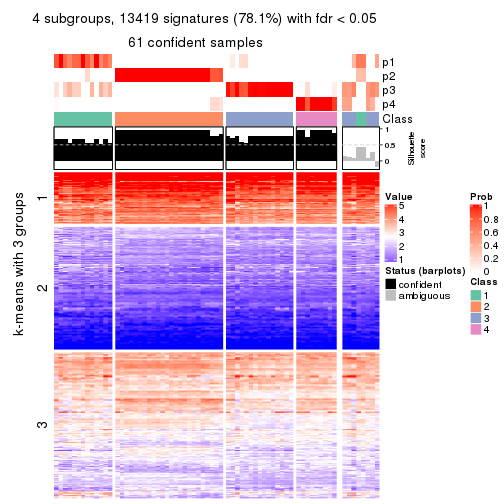 4 subgroups, 13419 signatures (78.1%) with fdr < 0.05
61 confident samples
p1
p2
p3
p4
Class
1
0.5
0
Silhouette
score
k-means with 3 groups
1
2
3
Value
5
4
3
2
1
Status (barplots)
confident
ambiguous
Prob
1
0.8
0.6
0.4
0.2
0
Class
1
2
3
4